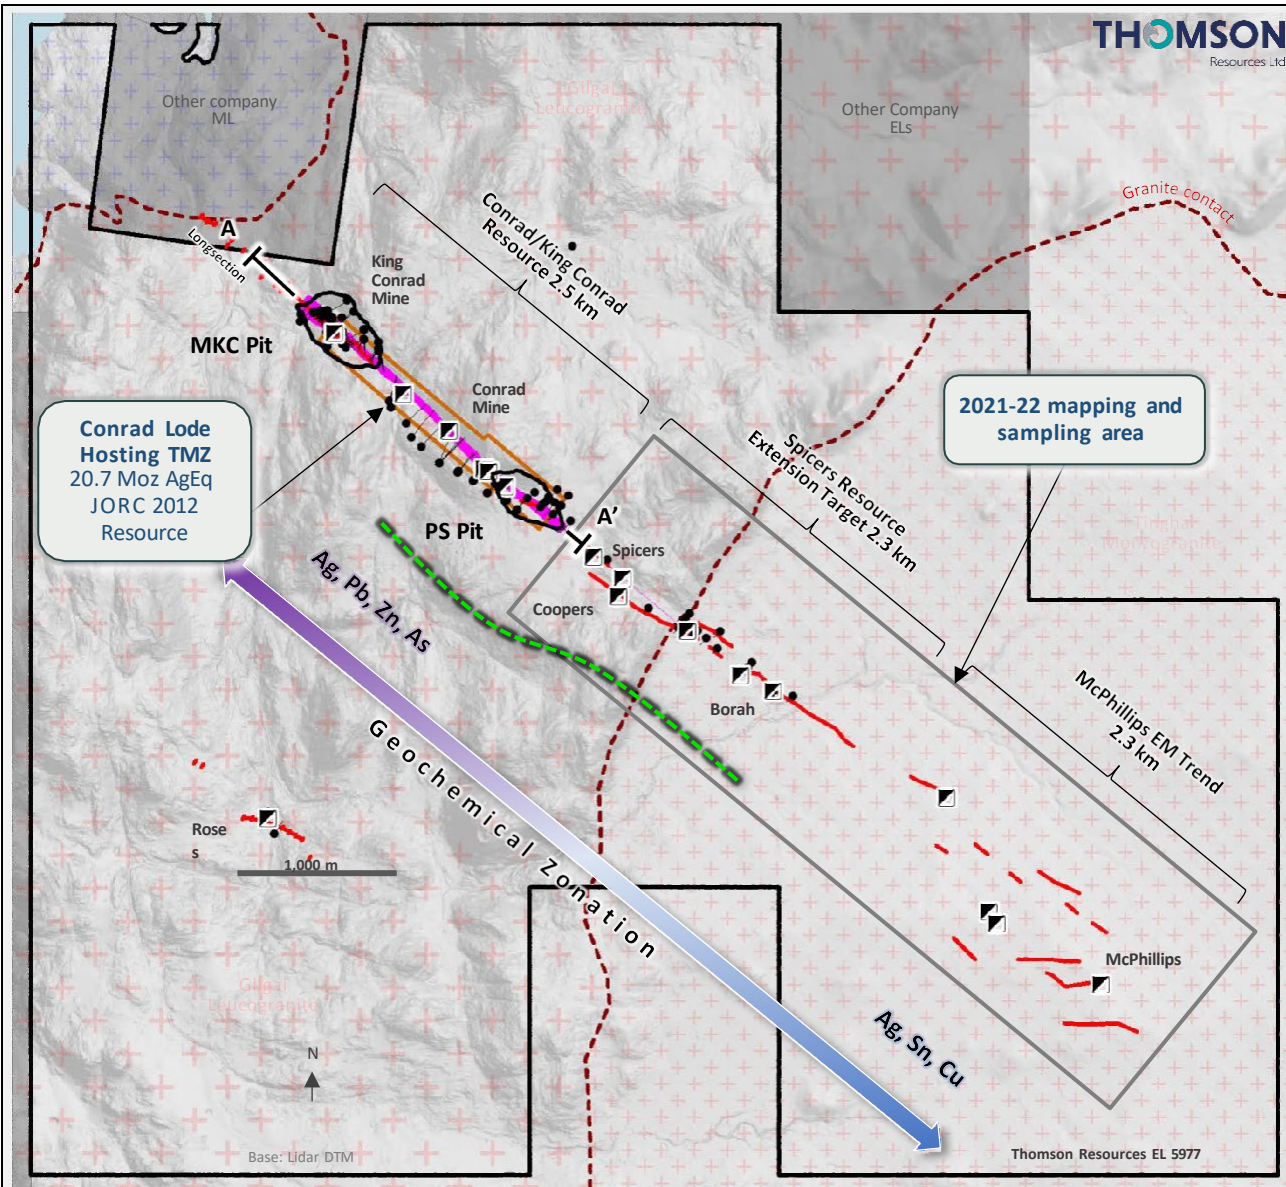 THOMSON
Resources Ltd
Other company
ML
Gilgai
Leucogranite
Other Company
ELs
Granite contact
A
Longsection
King
Conrad
Mine
Conrad/King Conrad
Resource 2.5 km
MKC Pit
Conrad
Mine
Conrad Lode
Hosting TMZ
20.7 Moz AgEq
JORC 2012
Resource
2021-22 mapping and
sampling area
Spicers Resource
Extension Target 2.3 km
PS Pit
A’
Spicers
Coopers
Ag, Pb, Zn, As
Borah
McPhillips EM Trend
2.3 km
Geochemical Zonation
Rose
s
1,000 m
McPhillips
Gilgai
Leucogranite
Ag, Sn, Cu
N
Base: Lidar DTM
Thomson Resources EL 5977